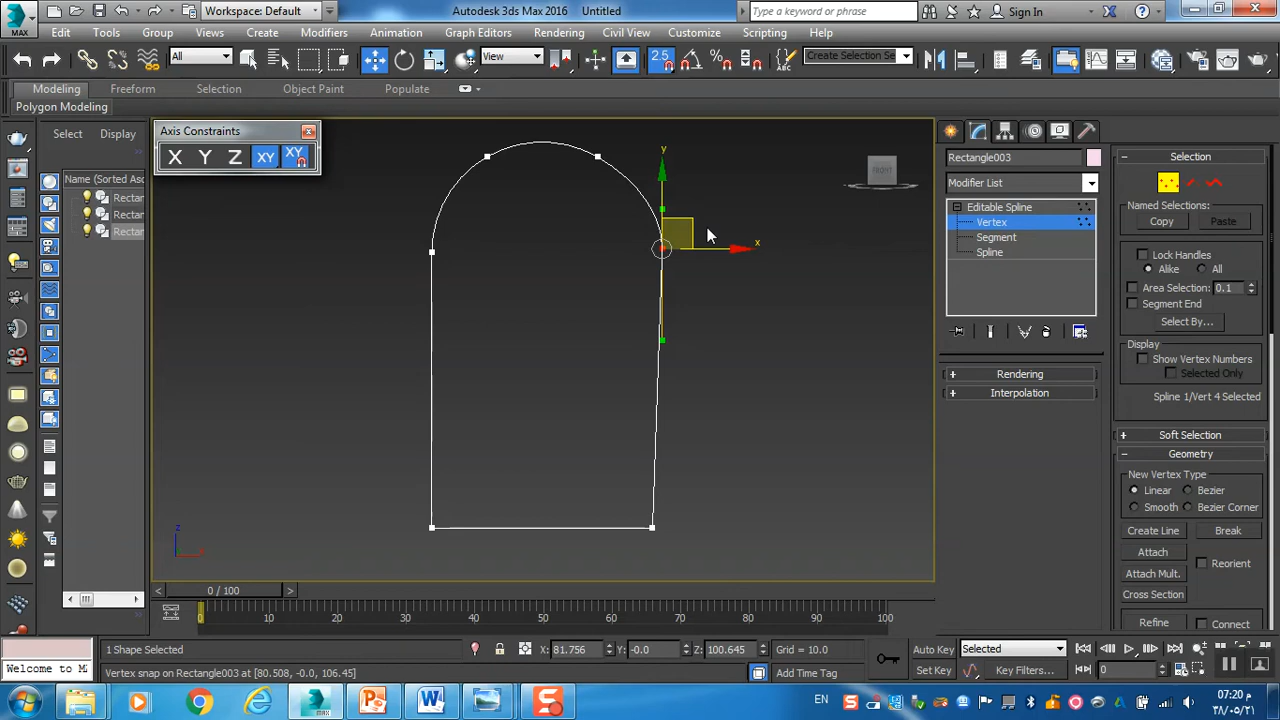 MAX
Workspace: Default
Autodesk 3ds Max 2016 Untitled
Type a keyword or phrase
Sign In
Edit Tools Group Views Create Modifiers Animation Graph Editors Rendering Civil View Customize Scripting Help
All
View
2.5
Create Selection Se
Modeling Freeform Selection Object Paint Populate
Polygon Modeling
Select Display
Name (Sorted Asc
Rectan
Rectan
Rectan
Axis Constraints
X Y Z XY XY
y
x
FRONT
z
Rectangle003
Modifier List
Editable Spline
Vertex
Segment
Spline
Rendering
Interpolation
Selection
Named Selections:
Copy Paste
Lock Handles
Alike All
Area Selection: 0.1
Segment End
Select By...
Display
Show Vertex Numbers
Selected Only
Spline 1/Vert 4 Selected
Soft Selection
Geometry
New Vertex Type
Linear Bezier
Smooth Bezier Corner
Create Line Break
Attach Reorient
Attach Mult.
Cross Section
Refine Connect
0 / 100
0 10 20 30 40 50 60 70 80 90 100
1 Shape Selected
X: 81.756 Y: -0.0 Z: 100.645 Grid = 10.0
Auto Key Selected
Welcome to M
Vertex snap on Rectangle003 at [80.508, -0.0, 106.45]
Add Time Tag
Set Key Key Filters... 0
EN
07:20 م